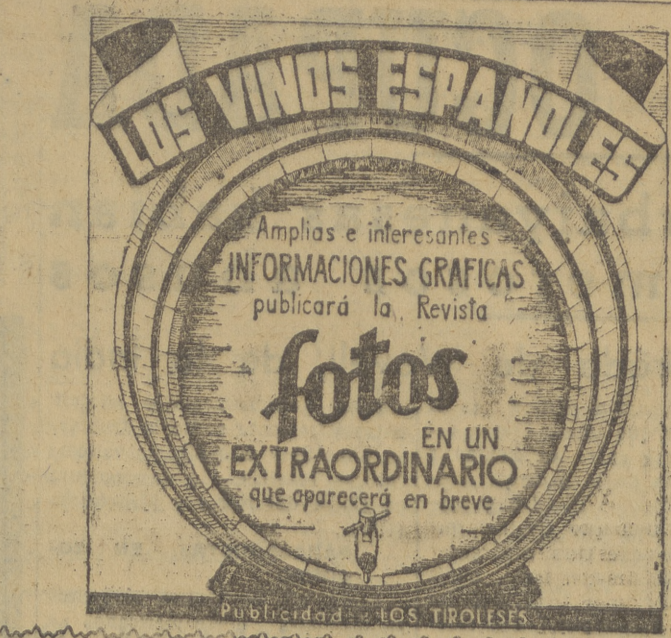 LOS VINOS ESPAÑOLES
Amplias e interesantes
INFORMACIONES GRAFICAS
publicará la Revista
fotos
EN UN
EXTRAORDINARIO
que aparecerá en breve
Publicidad : LOS TIROLESES